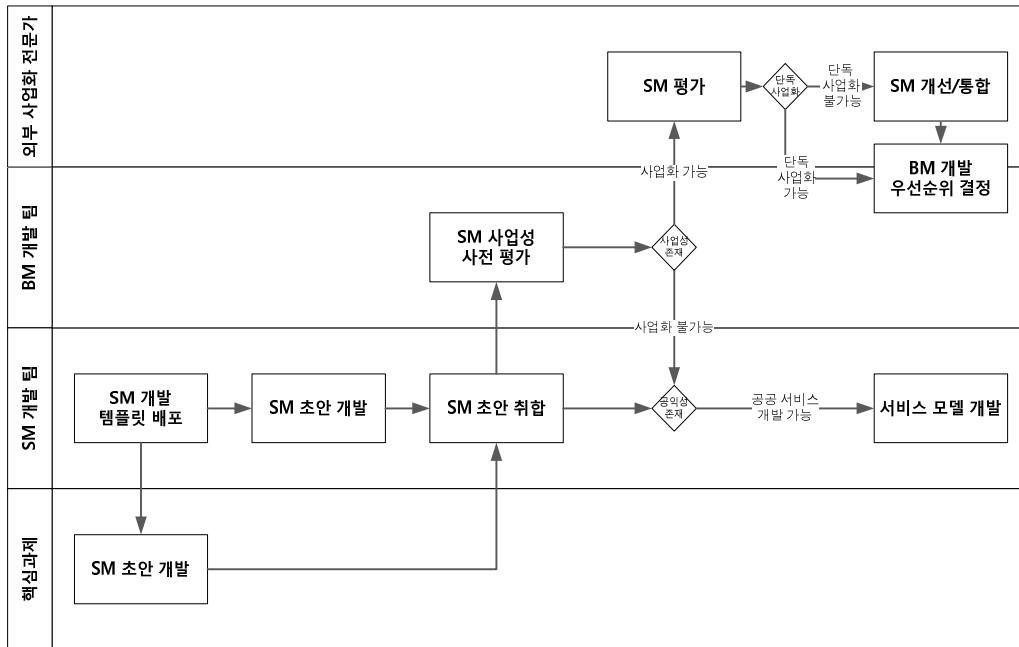 외부 사업화 전문가
SM 평가
단독
사업화
단독
사업화
불가능
SM 개선/통합
사업화 가능
단독
사업화
가능
BM 개발
우선순위 결정
BM 개발 팀
SM 사업성
사전 평가
사업성
존재
사업화 불가능
SM 개발 팀
SM 개발
템플릿 배포
SM 초안 개발
SM 초안 취합
공익성
존재
공공 서비스
개발 가능
서비스 모델 개발
핵심과제
SM 초안 개발